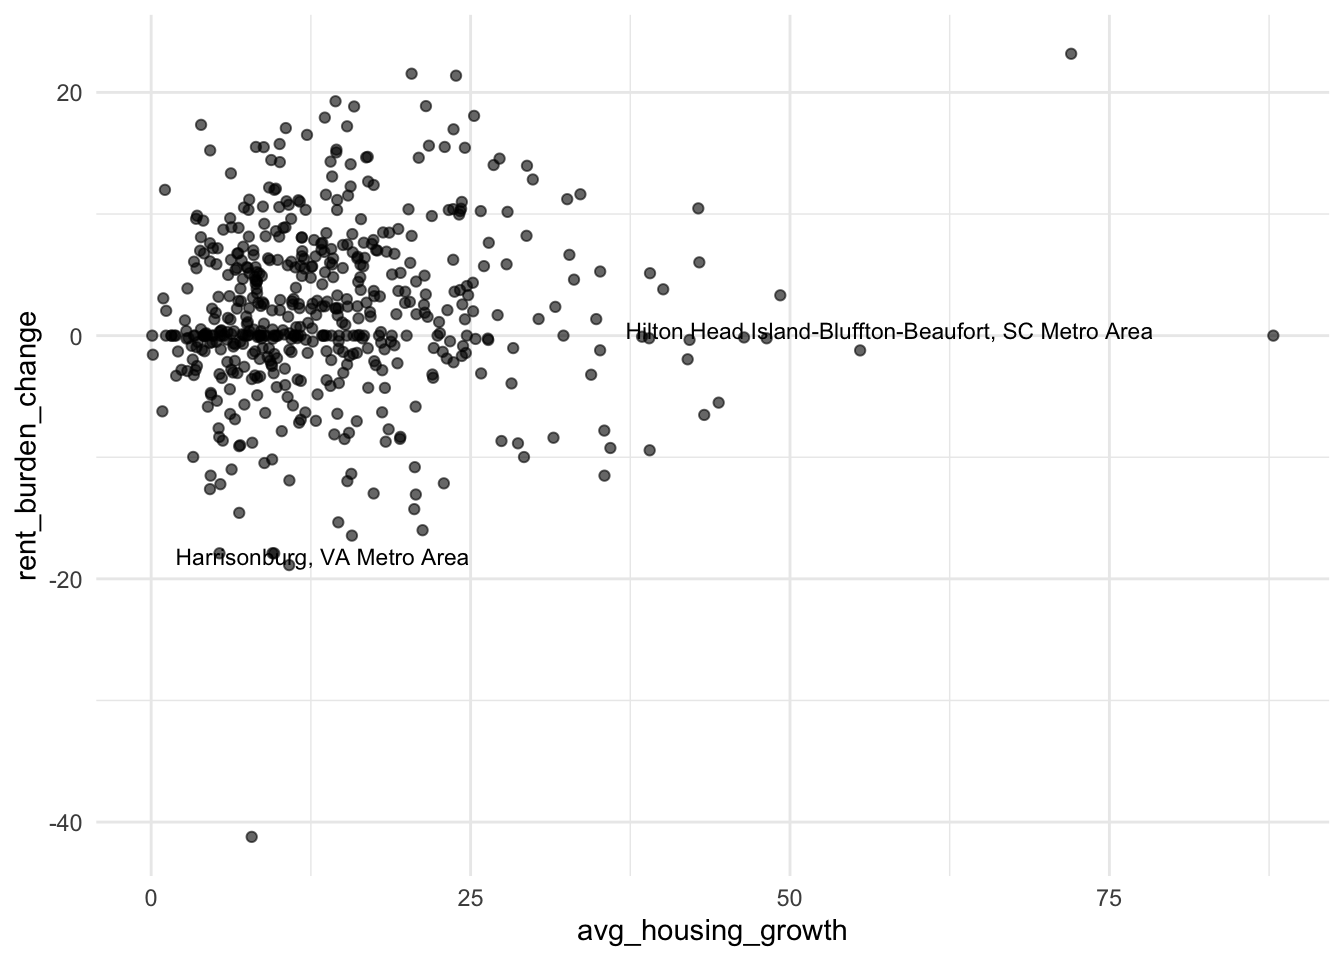 20
0
-20
-40
rent_burden_change
Hilton Head Island-Bluffton-Beaufort, SC Metro Area
Harrisonburg, VA Metro Area
0
25
50
75
avg_housing_growth